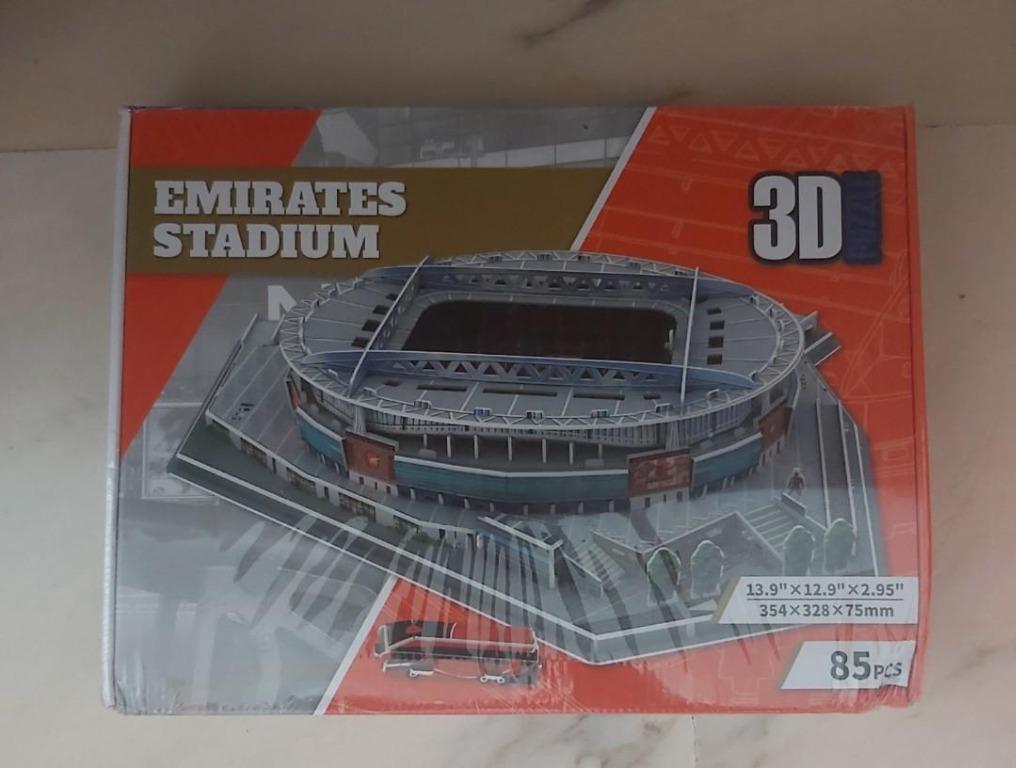 EMIRATES
STADIUM
3D
13.9"×12.9"×2.95"
354×328×75mm
85PCS